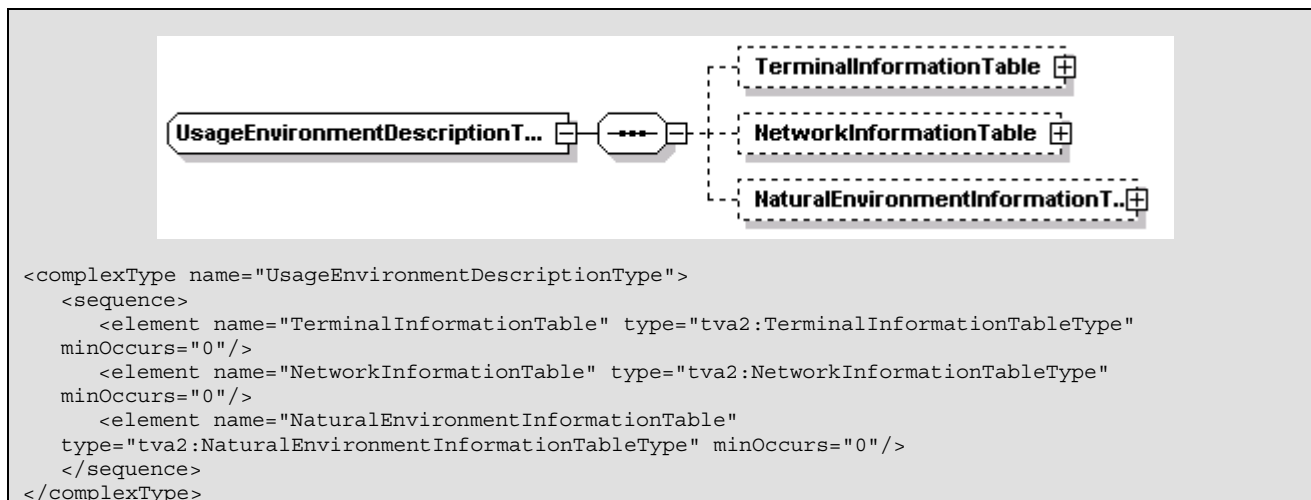 TerminalInformationTable
UsageEnvironmentDescriptionT...
NetworkInformationTable
NaturalEnvironmentInformationT..
<complexType name="UsageEnvironmentDescriptionType">
<sequence>
<element name="TerminalInformationTable" type="tva2:TerminalInformationTableType"
minOccurs="0"/>
<element name="NetworkInformationTable" type="tva2:NetworkInformationTableType"
minOccurs="0"/>
<element name="NaturalEnvironmentInformationTable"
type="tva2:NaturalEnvironmentInformationTableType" minOccurs="0"/>
</sequence>
</complexType>